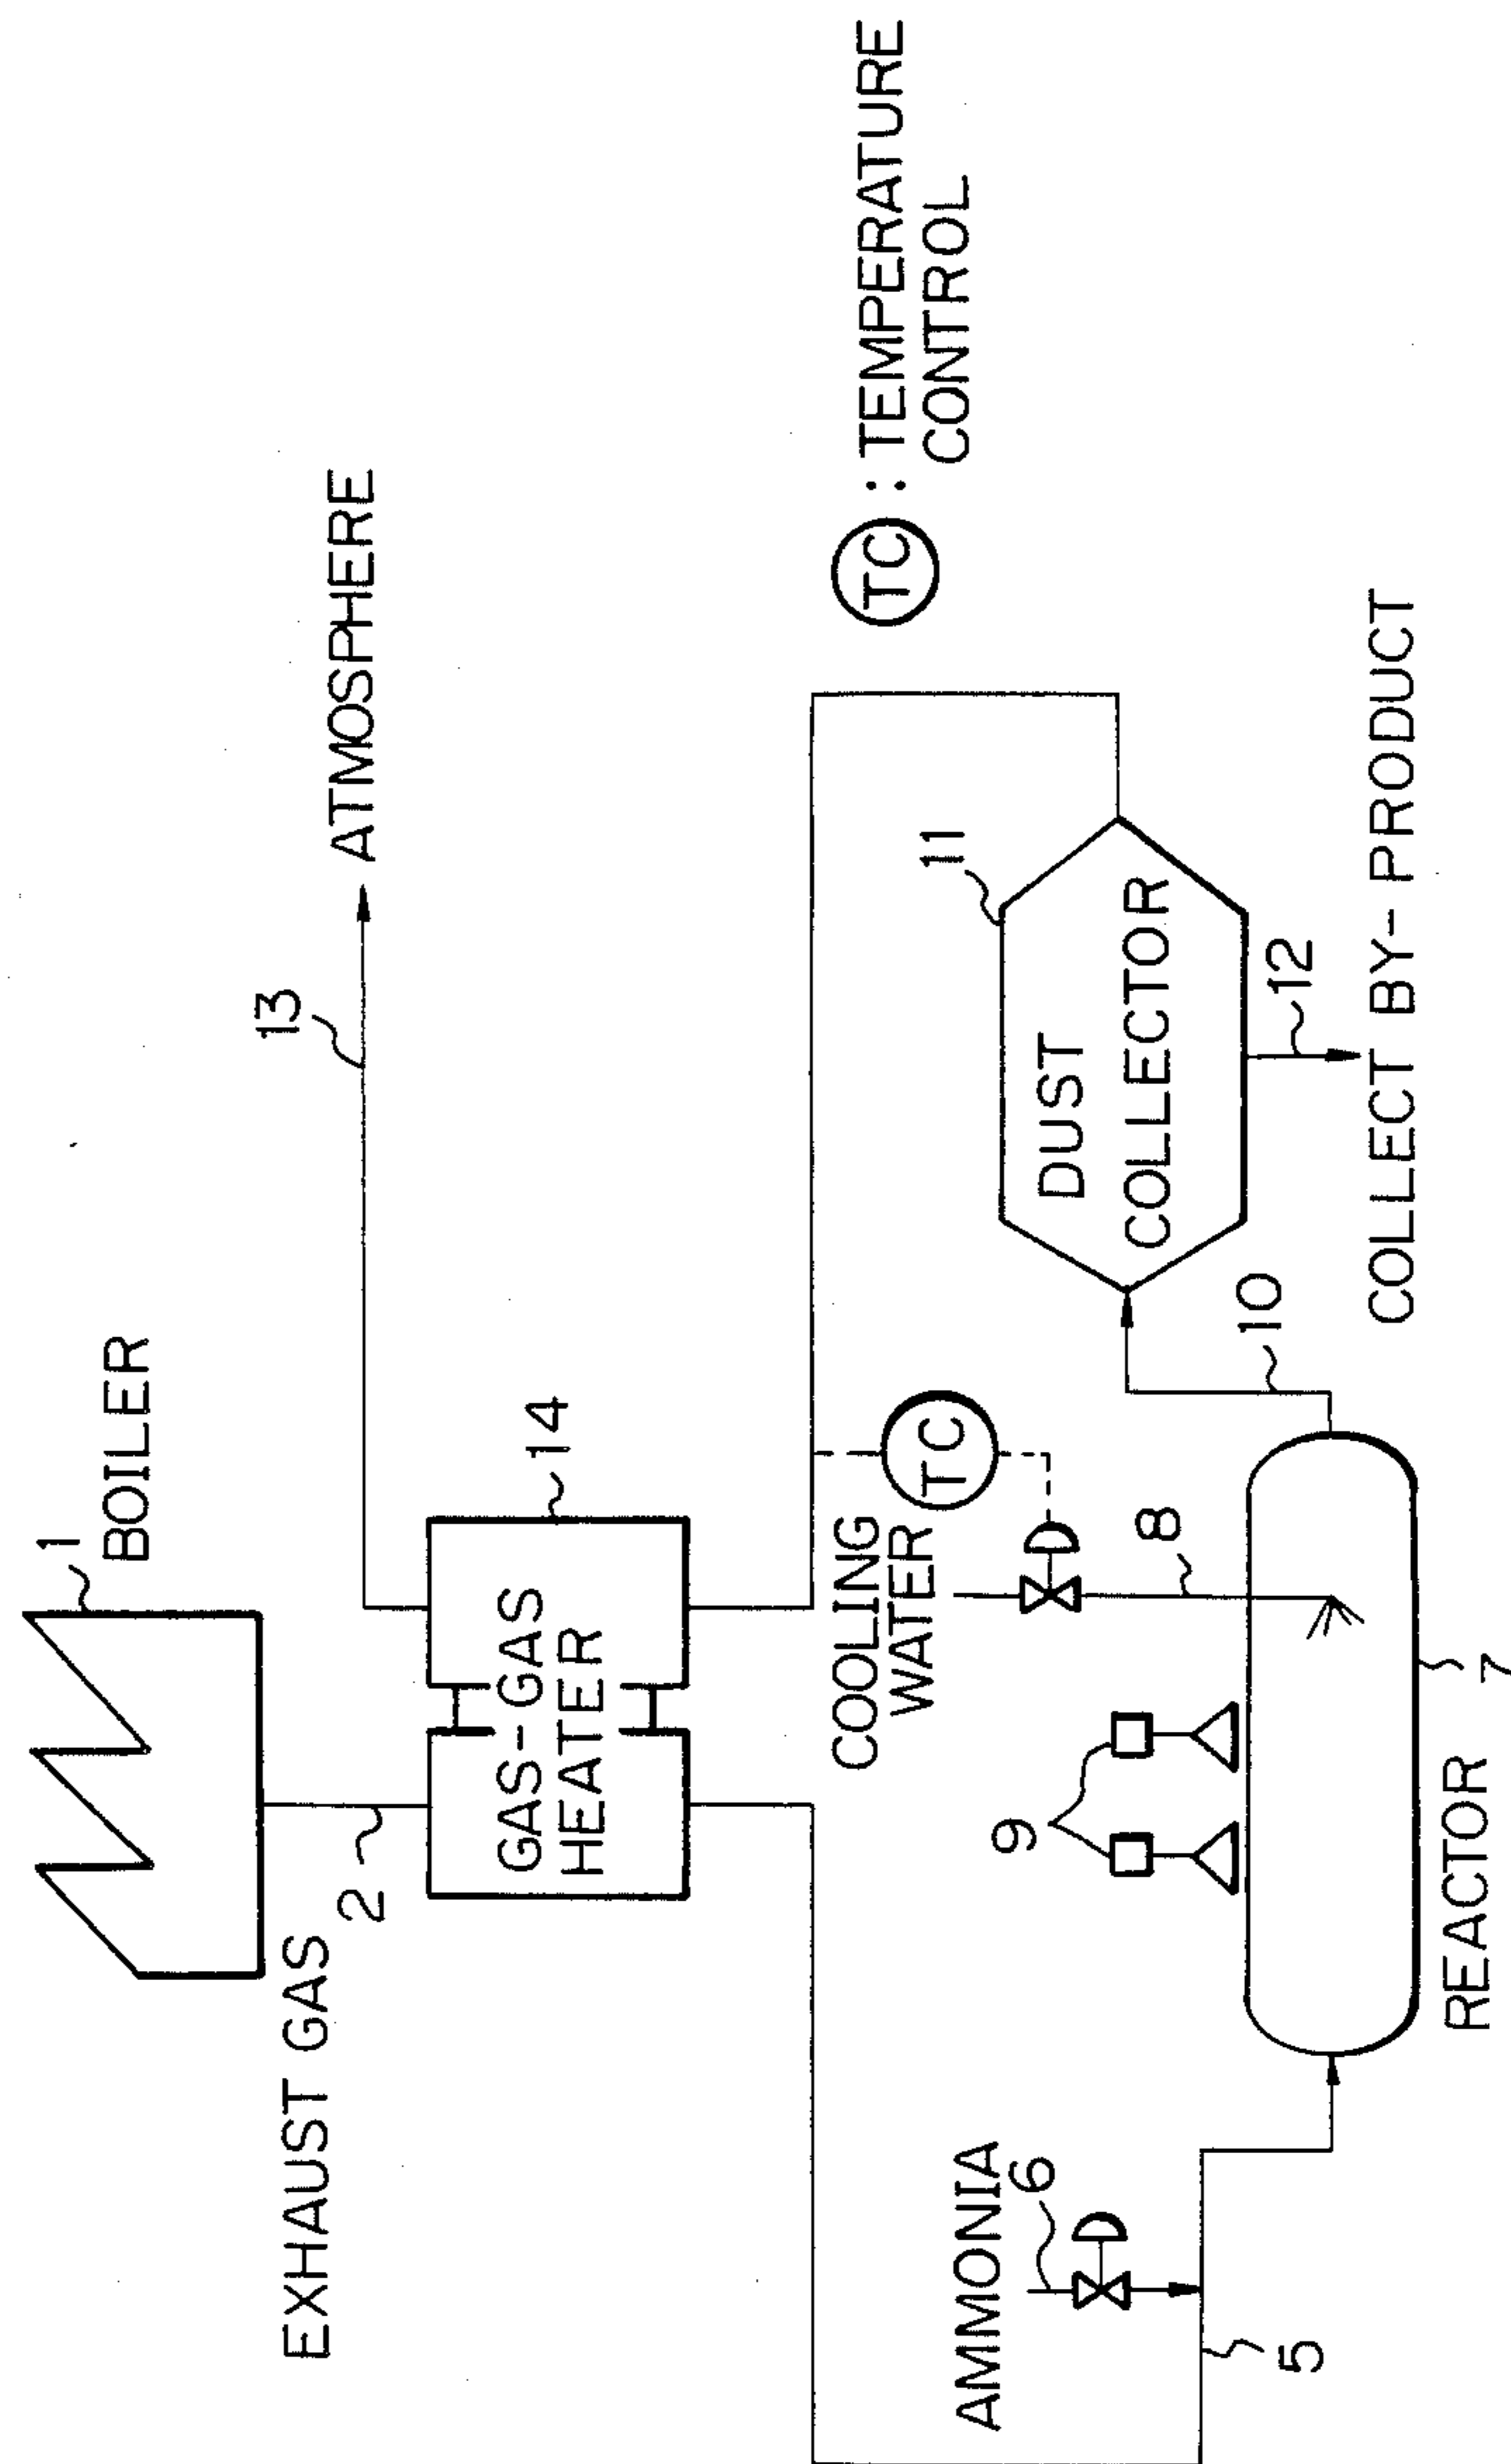 1
BOILER
EXHAUST GAS
2
GAS-GAS
HEATER
14
13
ATMOSPHERE
AMMONIA
6
5
9
COOLING
WATER
TC
8
REACTOR
7
10
DUST
COLLECTOR
11
12
COLLECT BY-PRODUCT
TC : TEMPERATURE
CONTROL